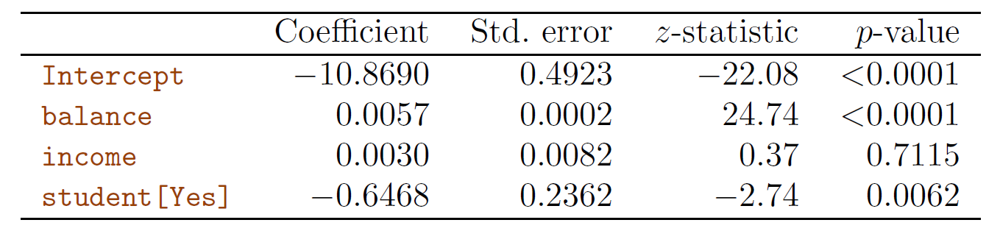 Coefficient Std. error z-statistic p-value
Intercept −10.8690 0.4923 −22.08 <0.0001
balance 0.0057 0.0002 24.74 <0.0001
income 0.0030 0.0082 0.37 0.7115
student[Yes] −0.6468 0.2362 −2.74 0.0062